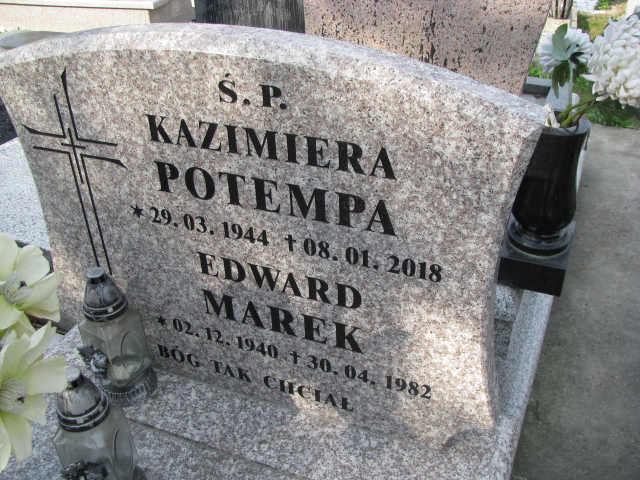 Ś.P.
KAZIMIERA
POTEMPA
* 29.03.1944 † 08.01.2018
EDWARD
MAREK
* 02.12.1940 † 30.04.1982
BÓG TAK CHCIAŁ